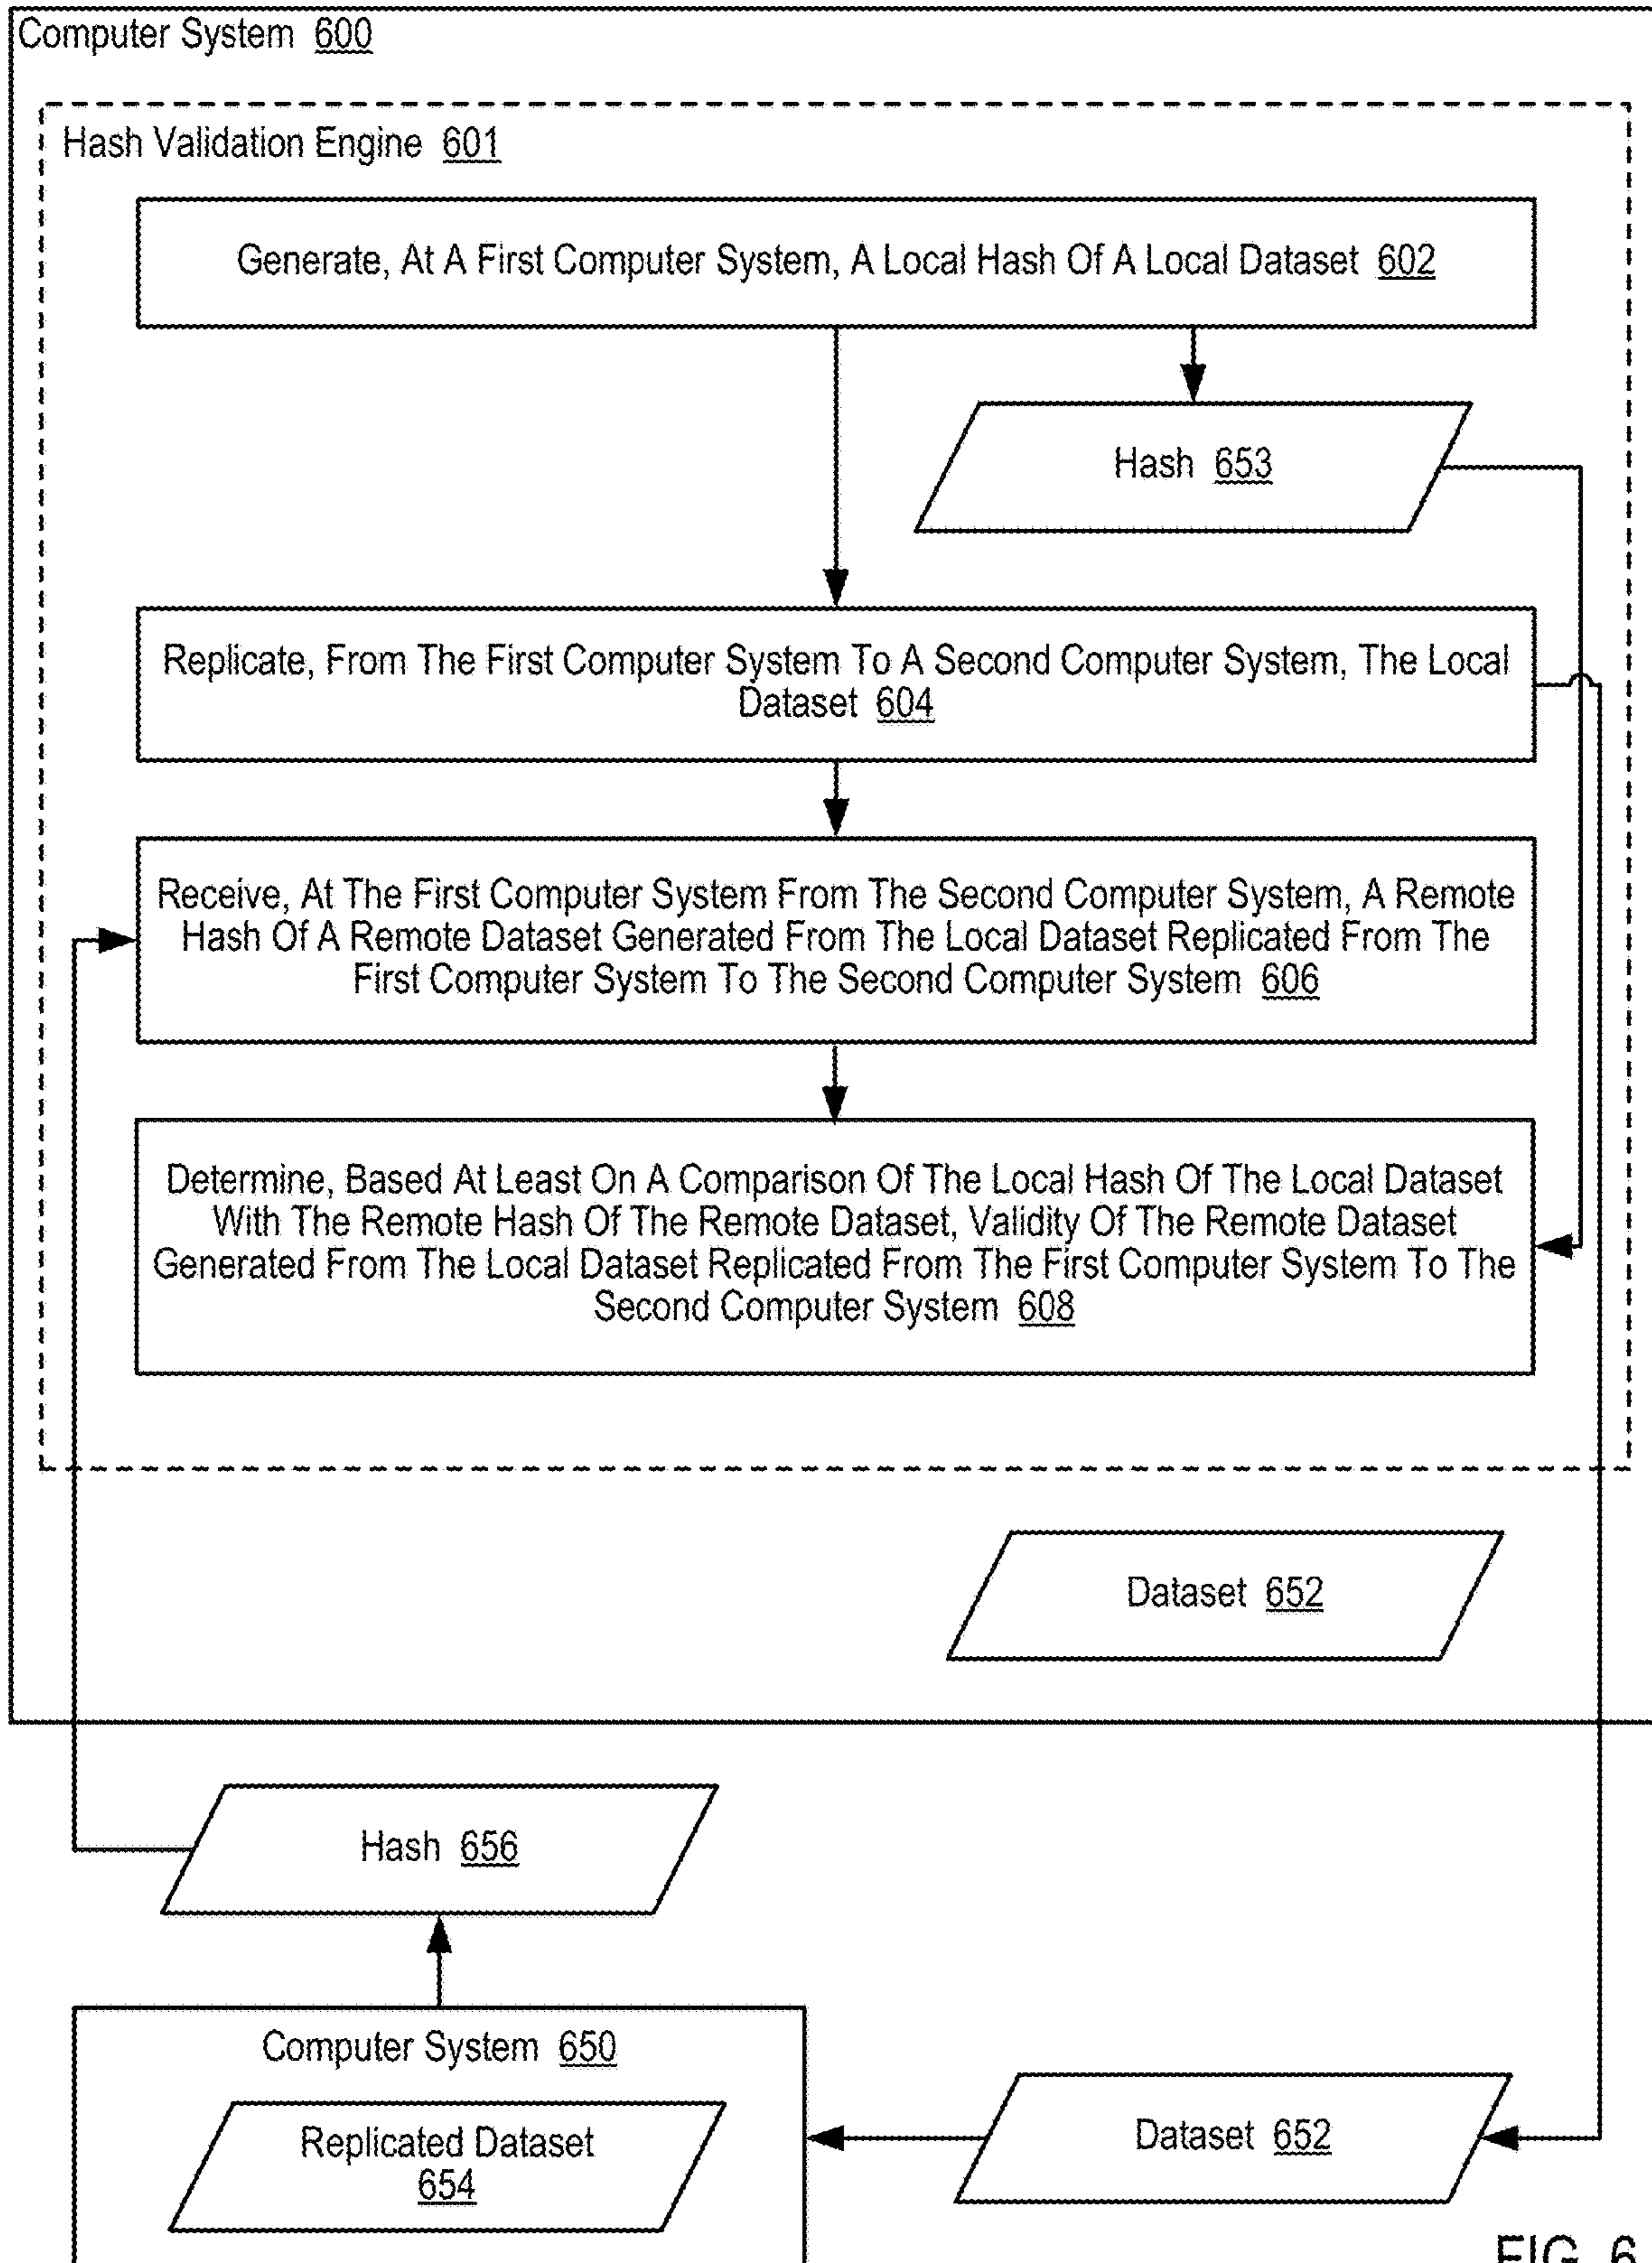 Computer System 600
Hash Validation Engine 601
Generate, At A First Computer System, A Local Hash Of A Local Dataset 602
Hash 653
Replicate, From The First Computer System To A Second Computer System, The Local
Dataset 604
Receive, At The First Computer System From The Second Computer System, A Remote
Hash Of A Remote Dataset Generated From The Local Dataset Replicated From The
First Computer System To The Second Computer System 606
Determine, Based At Least On A Comparison Of The Local Hash Of The Local Dataset
With The Remote Hash Of The Remote Dataset, Validity Of The Remote Dataset
Generated From The Local Dataset Replicated From The First Computer System To The
Second Computer System 608
Dataset 652
Hash 656
Computer System 650
Replicated Dataset
654
Dataset 652
FIG. 6